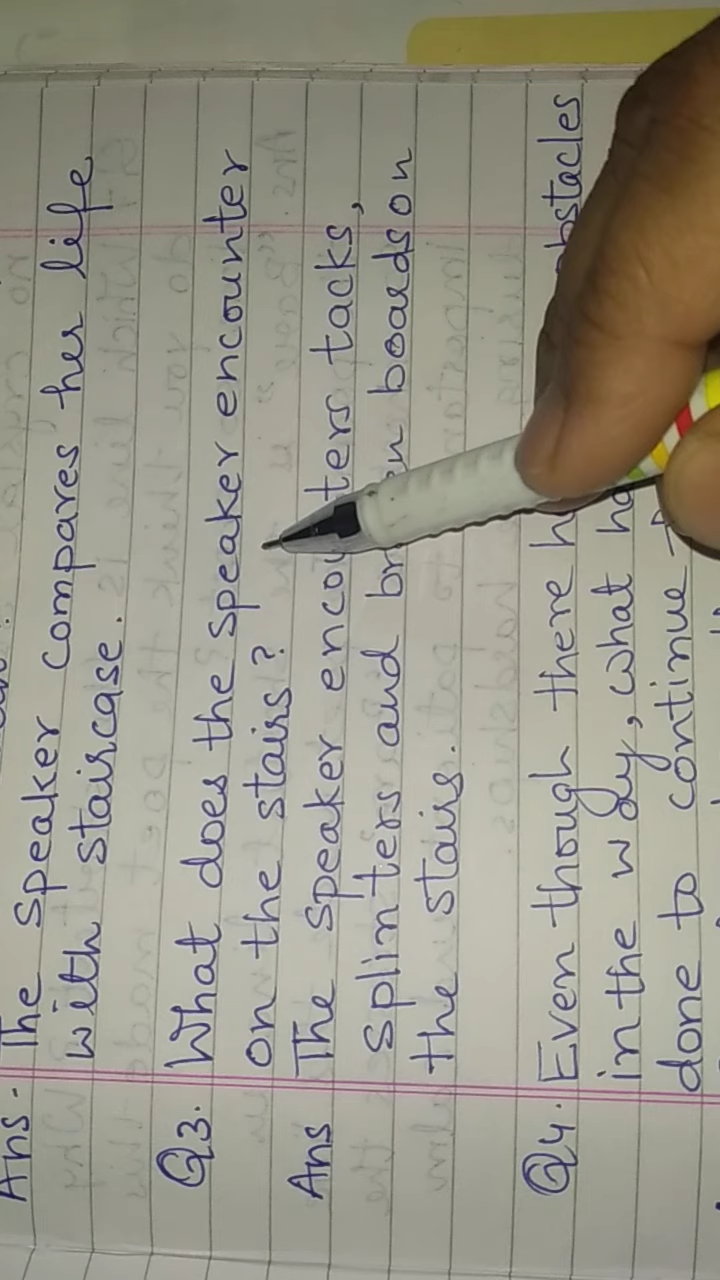 Ans. The speaker compares her life
with staircase.
Q3. What does the speaker encounter
on the stairs?
Ans The speaker encounters tacks,
splinters and broken boards on
the stairs.
Q4. Even though there obstacles
in the way, what
done to continue